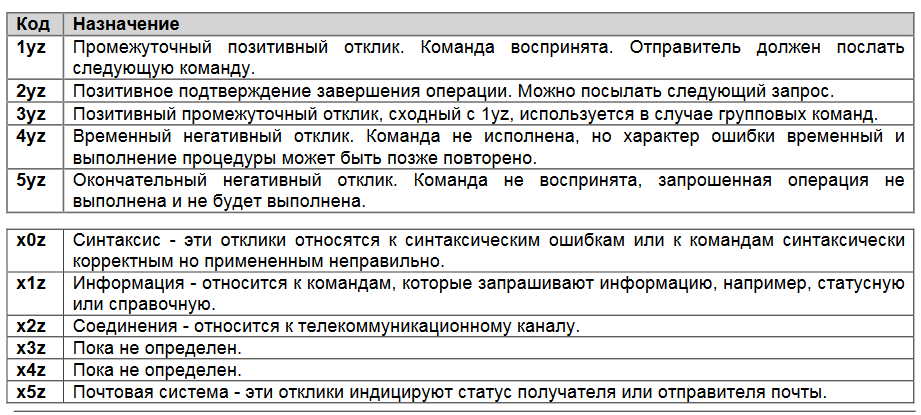 Код Назначение
1yz Промежуточный позитивный отклик. Команда воспринята. Отправитель должен послать
следующую команду.
2yz Позитивное подтверждение завершения операции. Можно посылать следующий запрос.
3yz Позитивный промежуточный отклик, сходный с 1yz, используется в случае групповых команд.
4yz Временный негативный отклик. Команда не исполнена, но характер ошибки временный и
выполнение процедуры может быть позже повторено.
5yz Окончательный негативный отклик. Команда не воспринята, запрошенная операция не
выполнена и не будет выполнена.
x0z Синтаксис - эти отклики относятся к синтаксическим ошибкам или к командам синтаксически
корректным но примененным неправильно.
x1z Информация - относится к командам, которые запрашивают информацию, например, статусную
или справочную.
x2z Соединения - относится к телекоммуникационному каналу.
x3z Пока не определен.
x4z Пока не определен.
x5z Почтовая система - эти отклики индицируют статус получателя или отправителя почты.